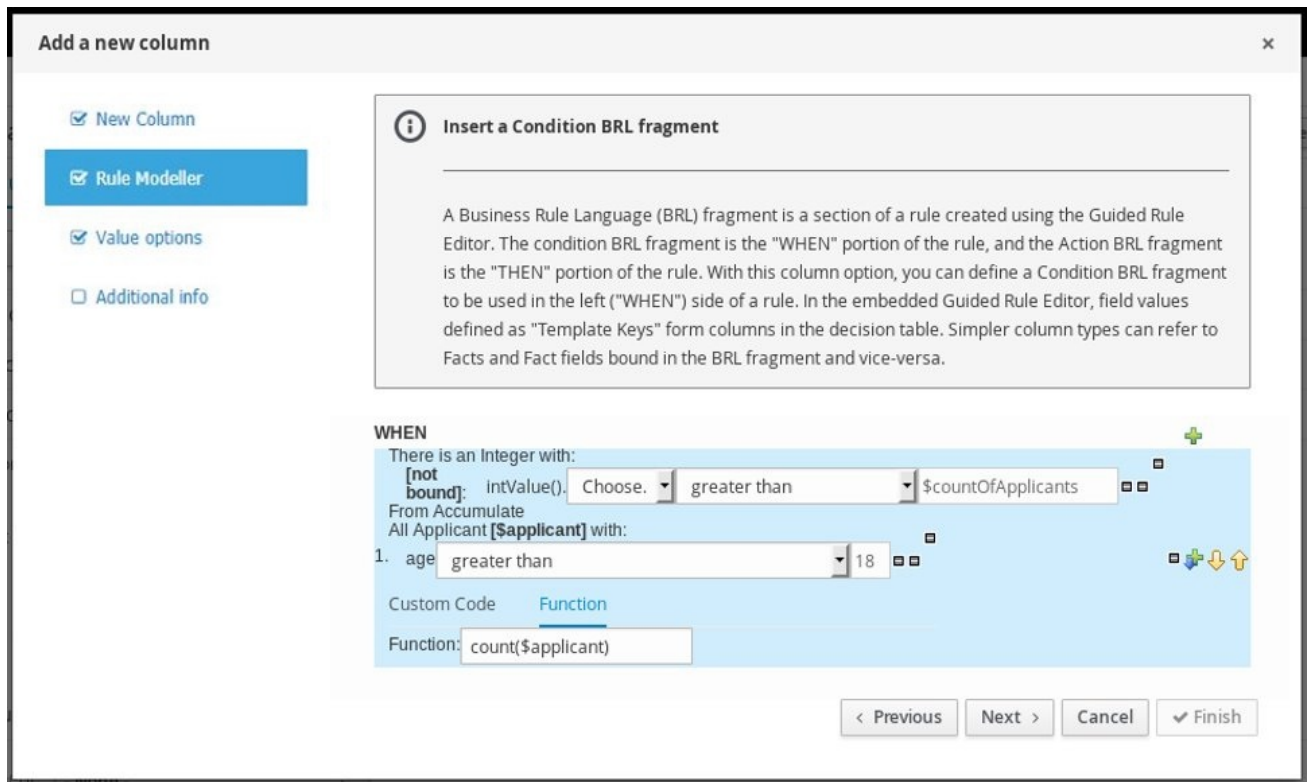 Add a new column
×
New Column
Rule Modeller
Value options
Additional info
Insert a Condition BRL fragment
A Business Rule Language (BRL) fragment is a section of a rule created using the Guided Rule
Editor. The condition BRL fragment is the "WHEN" portion of the rule, and the Action BRL fragment
is the "THEN" portion of the rule. With this column option, you can define a Condition BRL fragment
to be used in the left ("WHEN") side of a rule. In the embedded Guided Rule Editor, field values
defined as "Template Keys" form columns in the decision table. Simpler column types can refer to
Facts and Fact fields bound in the BRL fragment and vice-versa.
WHEN
There is an Integer with:
[not
bound]: intValue(). Choose. greater than $countOfApplicants
From Accumulate
All Applicant [$applicant] with:
1. age greater than 18
Custom Code Function
Function: count($applicant)
< Previous Next > Cancel ✔ Finish